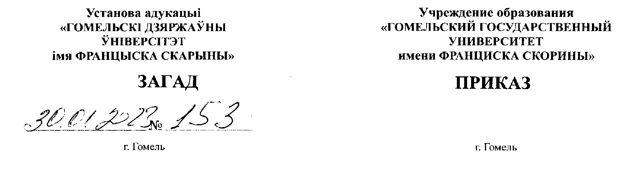 Установа адукацыі
«ГОМЕЛЬСКІ ДЗЯРЖАЎНЫ
ЎНІВЕРСІТЭТ
імя ФРАНЦЫСКА СКАРЫНЫ»
ЗАГАД
30.01.2023 № 153
г. Гомель
Учреждение образования
«ГОМЕЛЬСКИЙ ГОСУДАРСТВЕННЫЙ
УНИВЕРСИТЕТ
имени ФРАНЦИСКА СКОРИНЫ»
ПРИКАЗ
г. Гомель